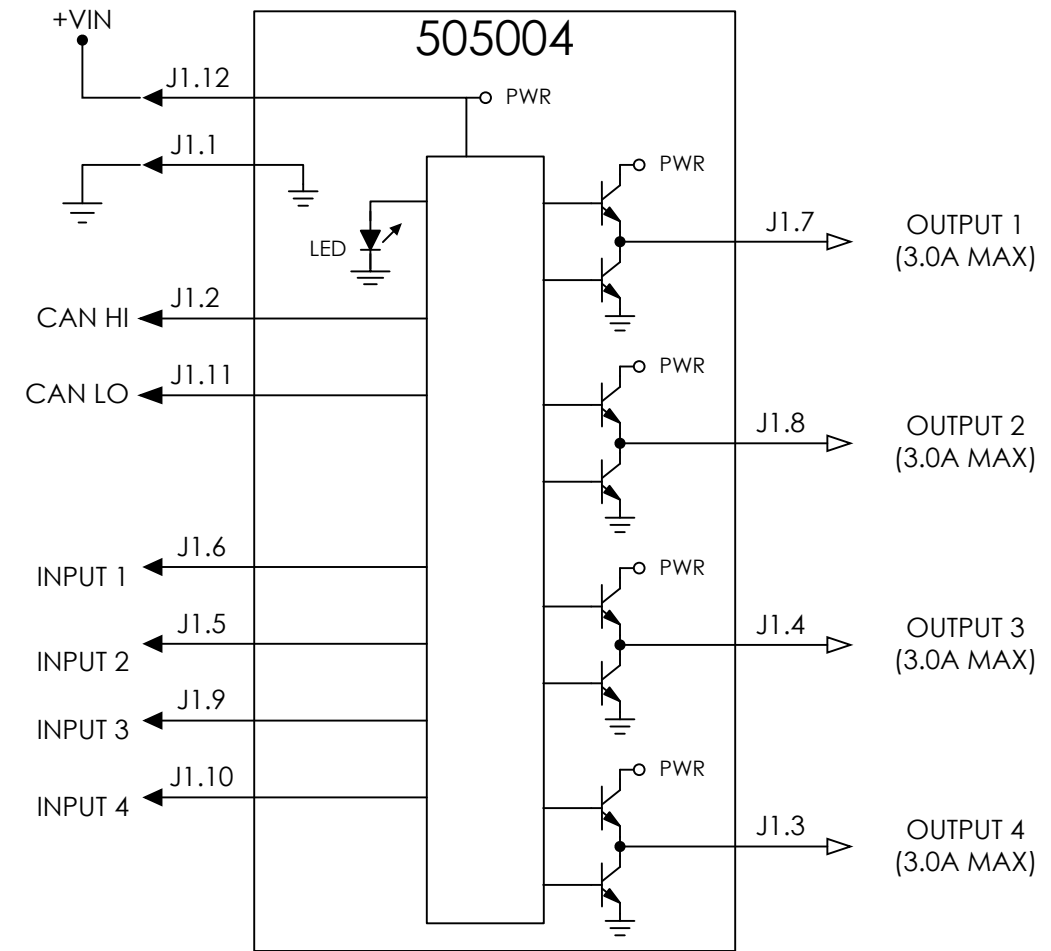 +VIN
505004
J1.12
PWR
J1.1
PWR
LED
J1.7
OUTPUT 1
(3.0A MAX)
J1.2
CAN HI
J1.11
CAN LO
PWR
J1.8
OUTPUT 2
(3.0A MAX)
J1.6
INPUT 1
PWR
J1.5
INPUT 2
J1.4
OUTPUT 3
(3.0A MAX)
J1.9
INPUT 3
J1.10
INPUT 4
PWR
J1.3
OUTPUT 4
(3.0A MAX)